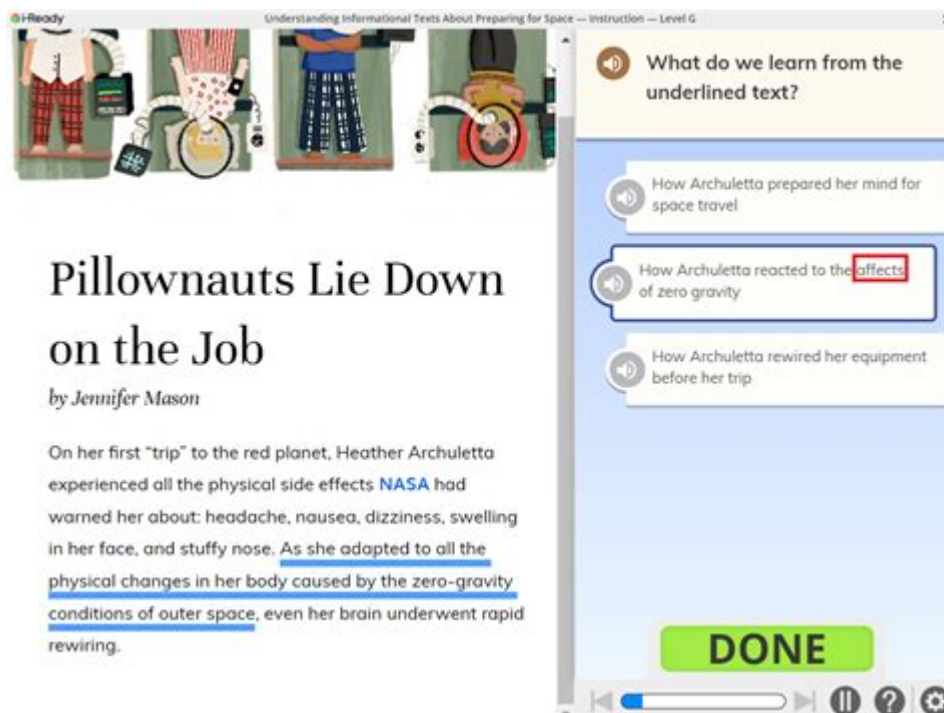 i-Ready
Understanding Informational Texts About Preparing for Space — Instruction — Level G
What do we learn from the
underlined text?
How Archuletta prepared her mind for
space travel
How Archuletta reacted to the affects
of zero gravity
How Archuletta rewired her equipment
before her trip
DONE
Pillownauts Lie Down
on the Job
by Jennifer Mason
On her first “trip” to the red planet, Heather Archuletta
experienced all the physical side effects NASA had
warned her about: headache, nausea, dizziness, swelling
in her face, and stuffy nose. As she adapted to all the
physical changes in her body caused by the zero-gravity
conditions of outer space, even her brain underwent rapid
rewiring.